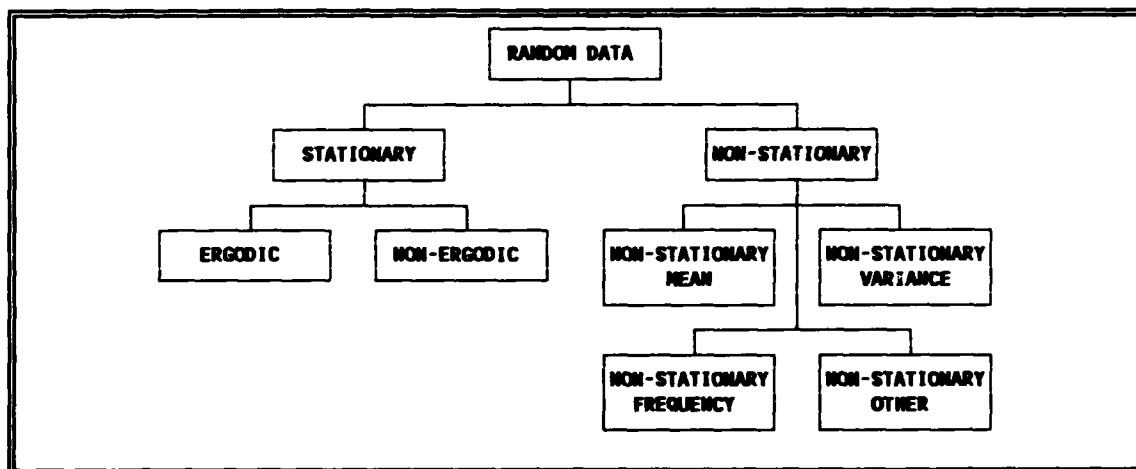 RANDOM DATA
STATIONARY
NON-STATIONARY
ERGODIC
NON-ERGODIC
NON-STATIONARY
MEAN
NON-STATIONARY
VARIANCE
NON-STATIONARY
FREQUENCY
NON-STATIONARY
OTHER